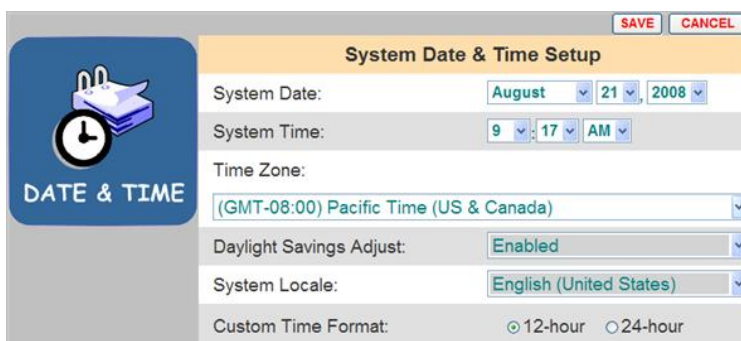 SAVE CANCEL
System Date & Time Setup
System Date: August 21 , 2008
System Time: 9 : 17 AM
Time Zone:
DATE & TIME
(GMT-08:00) Pacific Time (US & Canada)
Daylight Savings Adjust: Enabled
System Locale: English (United States)
Custom Time Format: 12-hour 24-hour